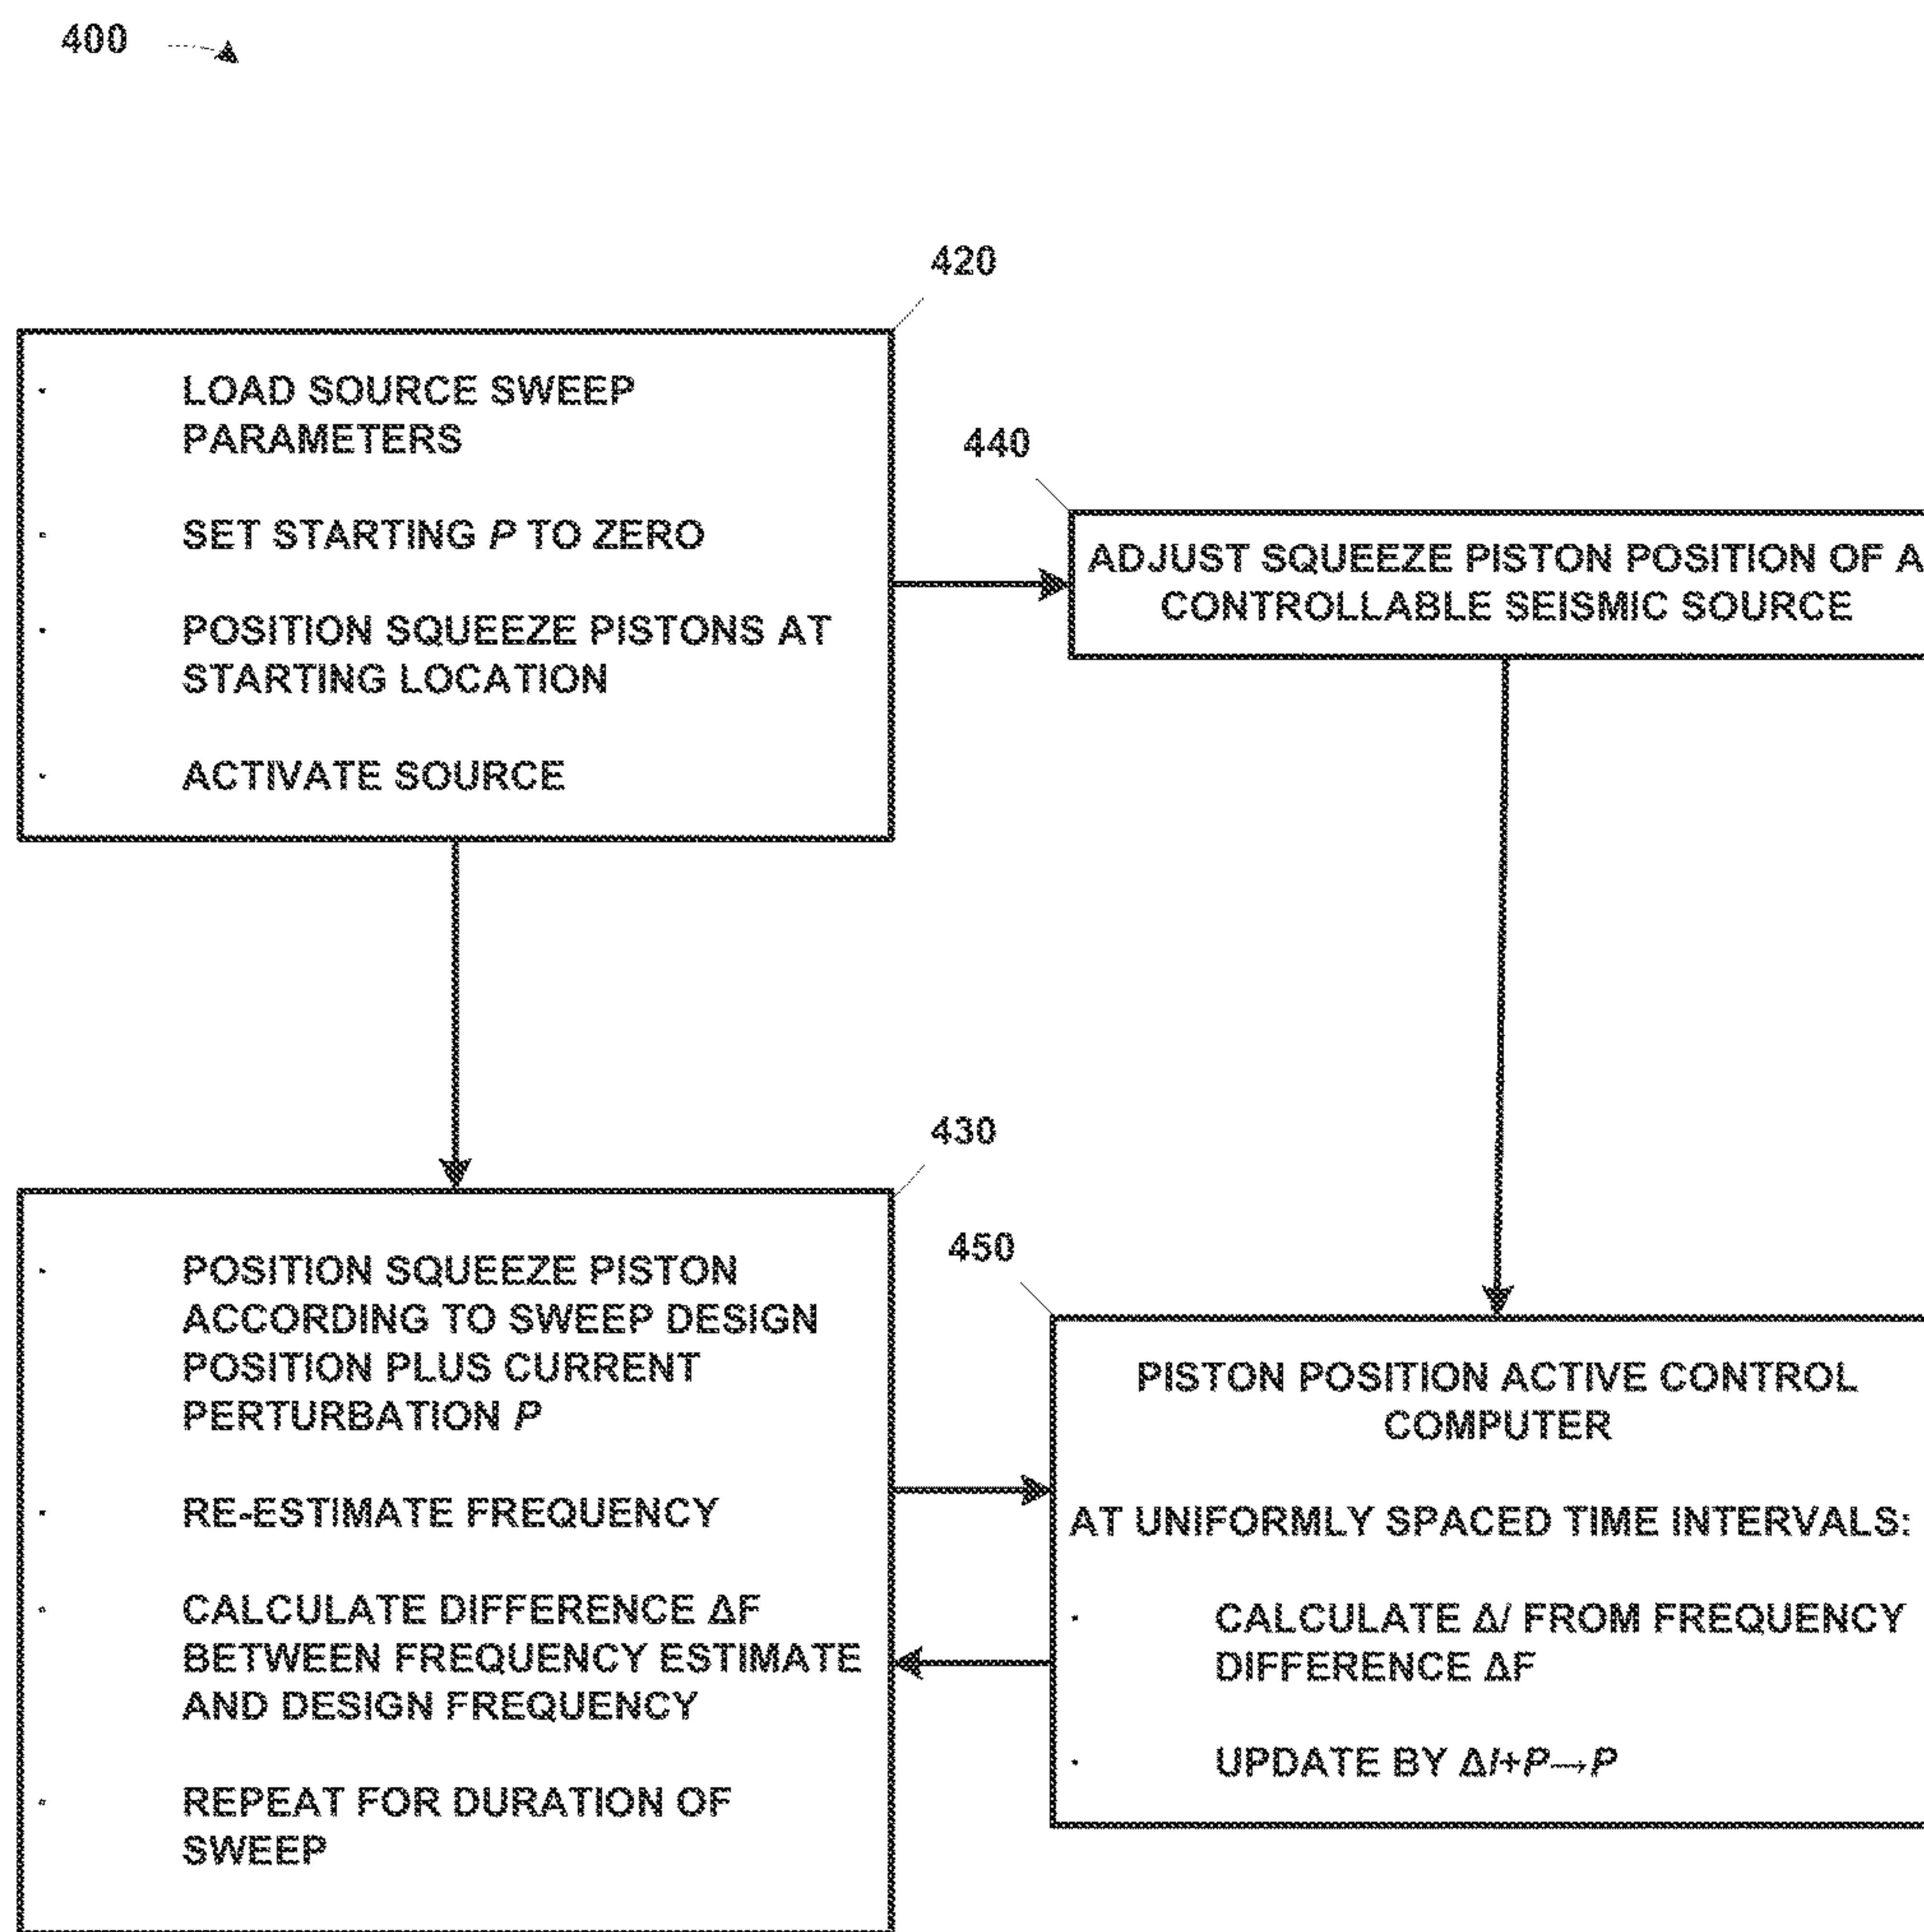 400
420
· LOAD SOURCE SWEEP
PARAMETERS
· SET STARTING P TO ZERO
· POSITION SQUEEZE PISTONS AT
STARTING LOCATION
· ACTIVATE SOURCE
440
ADJUST SQUEEZE PISTON POSITION OF A
CONTROLLABLE SEISMIC SOURCE
430
· POSITION SQUEEZE PISTON
ACCORDING TO SWEEP DESIGN
POSITION PLUS CURRENT
PERTURBATION P
· RE-ESTIMATE FREQUENCY
· CALCULATE DIFFERENCE ΔF
BETWEEN FREQUENCY ESTIMATE
AND DESIGN FREQUENCY
· REPEAT FOR DURATION OF
SWEEP
450
PISTON POSITION ACTIVE CONTROL
COMPUTER
AT UNIFORMLY SPACED TIME INTERVALS:
· CALCULATE Δl FROM FREQUENCY
DIFFERENCE ΔF
· UPDATE BY Δl+P→P